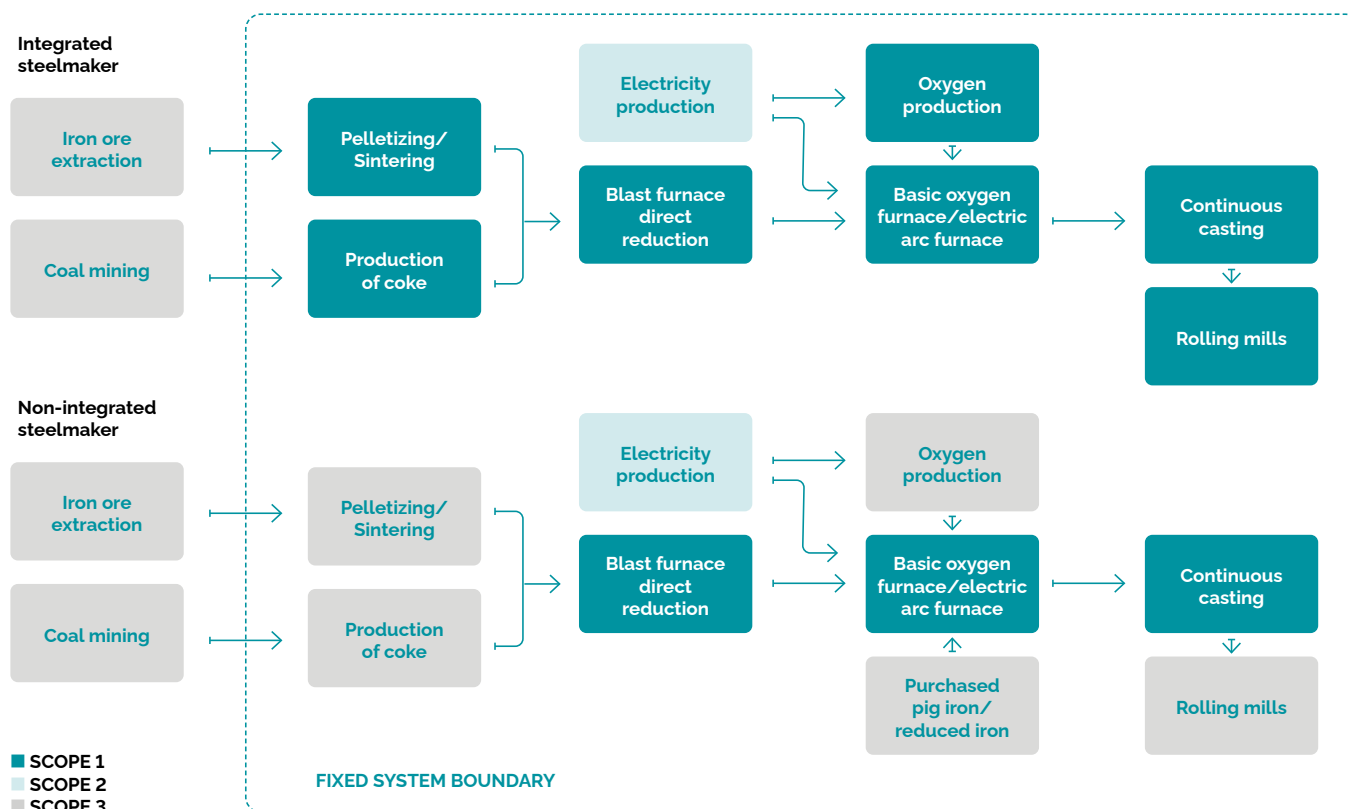 Integrated
steelmaker
Iron ore
extraction
Coal mining
Pelletizing/
Sintering
Production
of coke
Electricity
production
Blast furnace
direct
reduction
Oxygen
production
Basic oxygen
furnace/electric
arc furnace
Continuous
casting
Rolling mills
Non-integrated
steelmaker
Iron ore
extraction
Coal mining
Pelletizing/
Sintering
Production
of coke
Electricity
production
Blast furnace
direct
reduction
Oxygen
production
Basic oxygen
furnace/electric
arc furnace
Purchased
pig iron/
reduced iron
Continuous
casting
Rolling mills
SCOPE 1
SCOPE 2
SCOPE 3
FIXED SYSTEM BOUNDARY